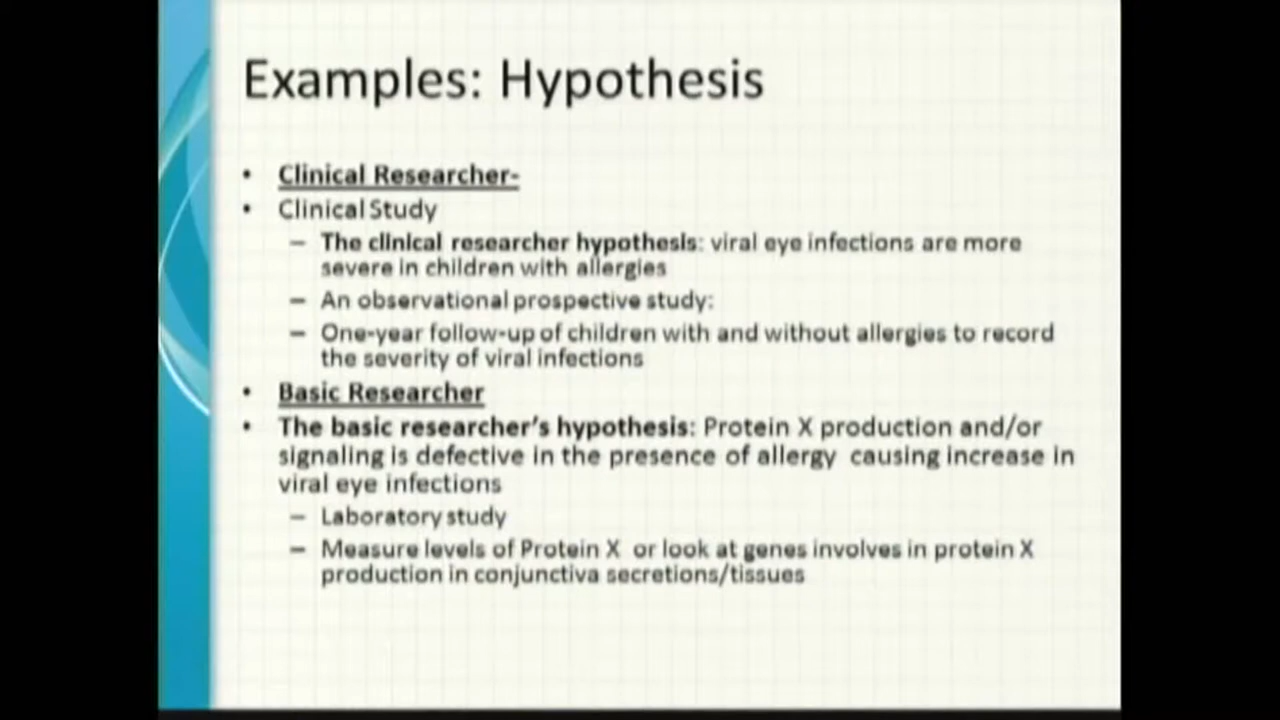 Examples: Hypothesis
• Clinical Researcher-
• Clinical Study
– The clinical researcher hypothesis: viral eye infections are more
severe in children with allergies
– An observational prospective study:
– One-year follow-up of children with and without allergies to record
the severity of viral infections
• Basic Researcher
• The basic researcher's hypothesis: Protein X production and/or
signaling is defective in the presence of allergy causing increase in
viral eye infections
– Laboratory study
– Measure levels of Protein X or look at genes involves in protein X
production in conjunctiva secretions/tissues